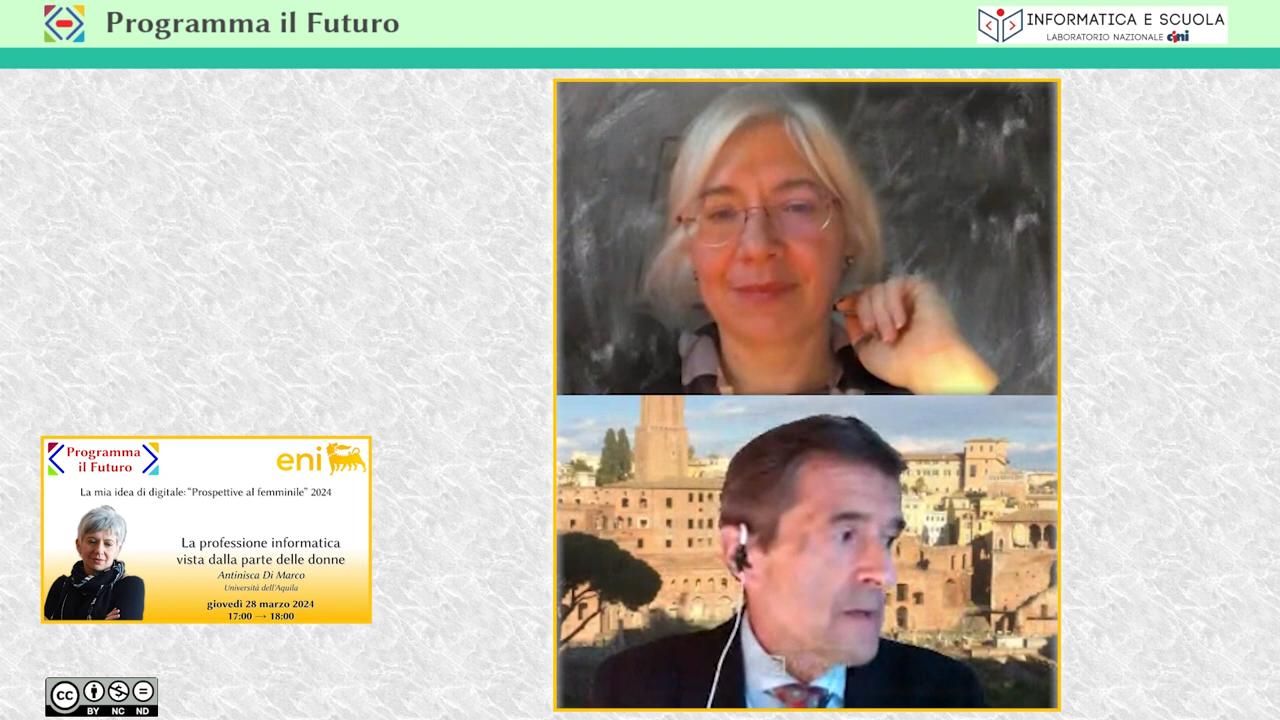 Programma il Futuro
INFORMATICA E SCUOLA
LABORATORIO NAZIONALE cini
Programma
il Futuro
eni
La mia idea di digitale: "Prospettive al femminile" 2024
La professione informatica
vista dalla parte delle donne
Antinisca Di Marco
Università dell'Aquila
giovedì 28 marzo 2024
17:00 → 18:00
cc
BY NC ND